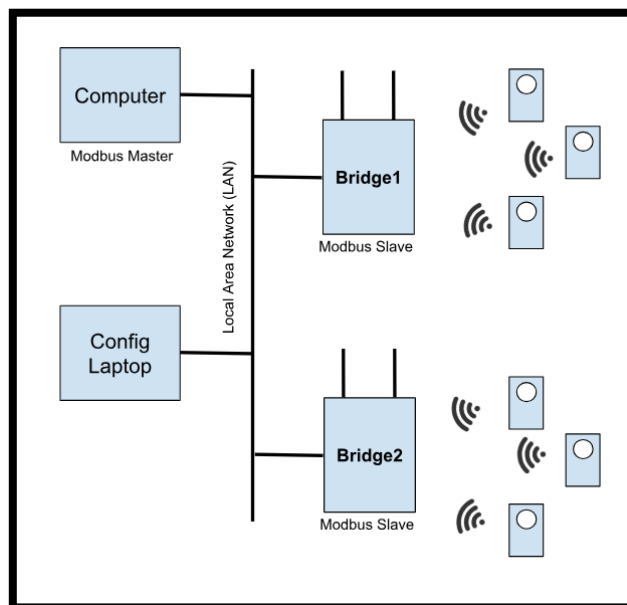 Computer
Modbus Master
Local Area Network (LAN)
Bridge1
Modbus Slave
Config
Laptop
Bridge2
Modbus Slave